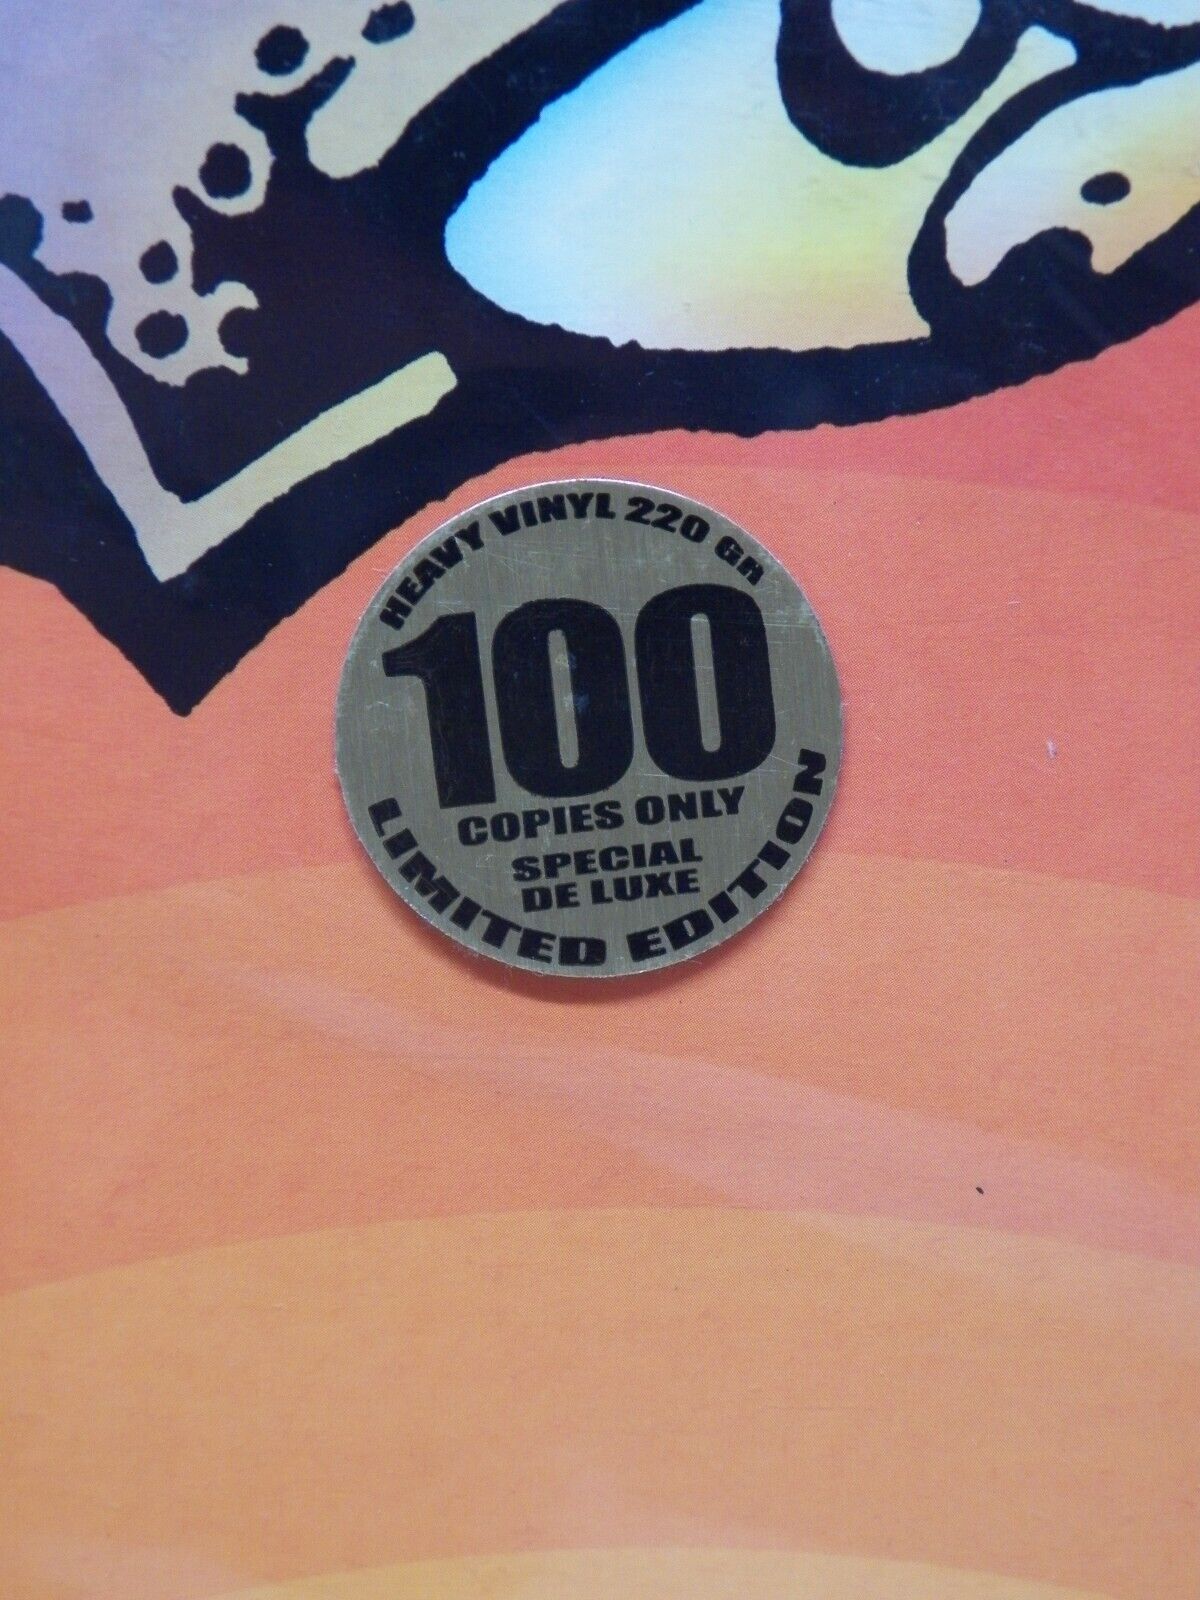 HEAVY VINYL 220 GR
100
COPIES ONLY
SPECIAL
DE LUXE
LIMITED EDITION